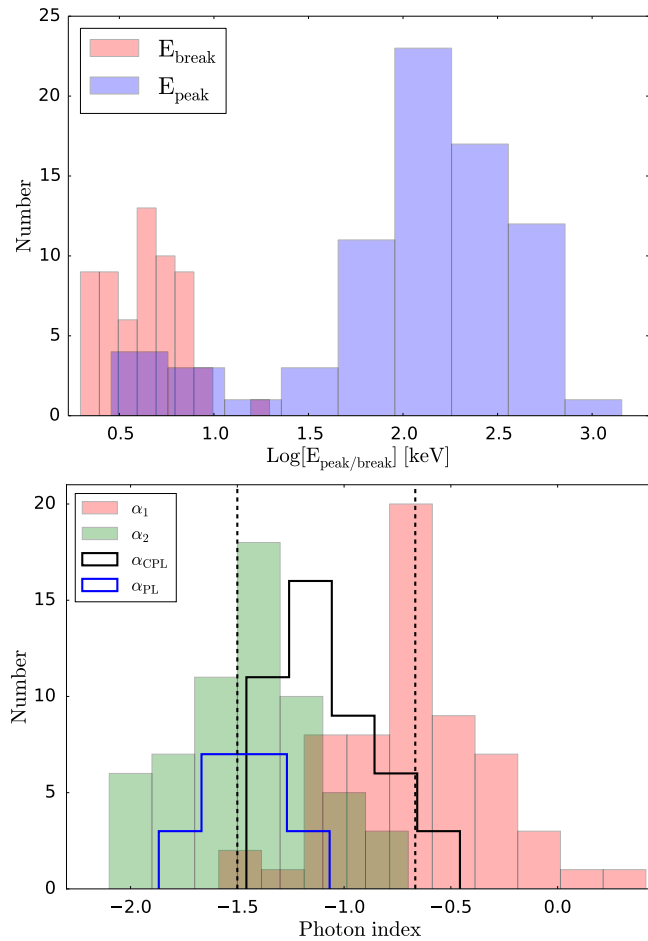 E_break
E_peak
25
20
15
10
5
0
Number
0.5 1.0 1.5 2.0 2.5 3.0
Log[E_peak/break] [keV]
α_1
α_2
α_CPL
α_PL
20
15
10
5
0
Number
−2.0 −1.5 −1.0 −0.5 0.0
Photon index